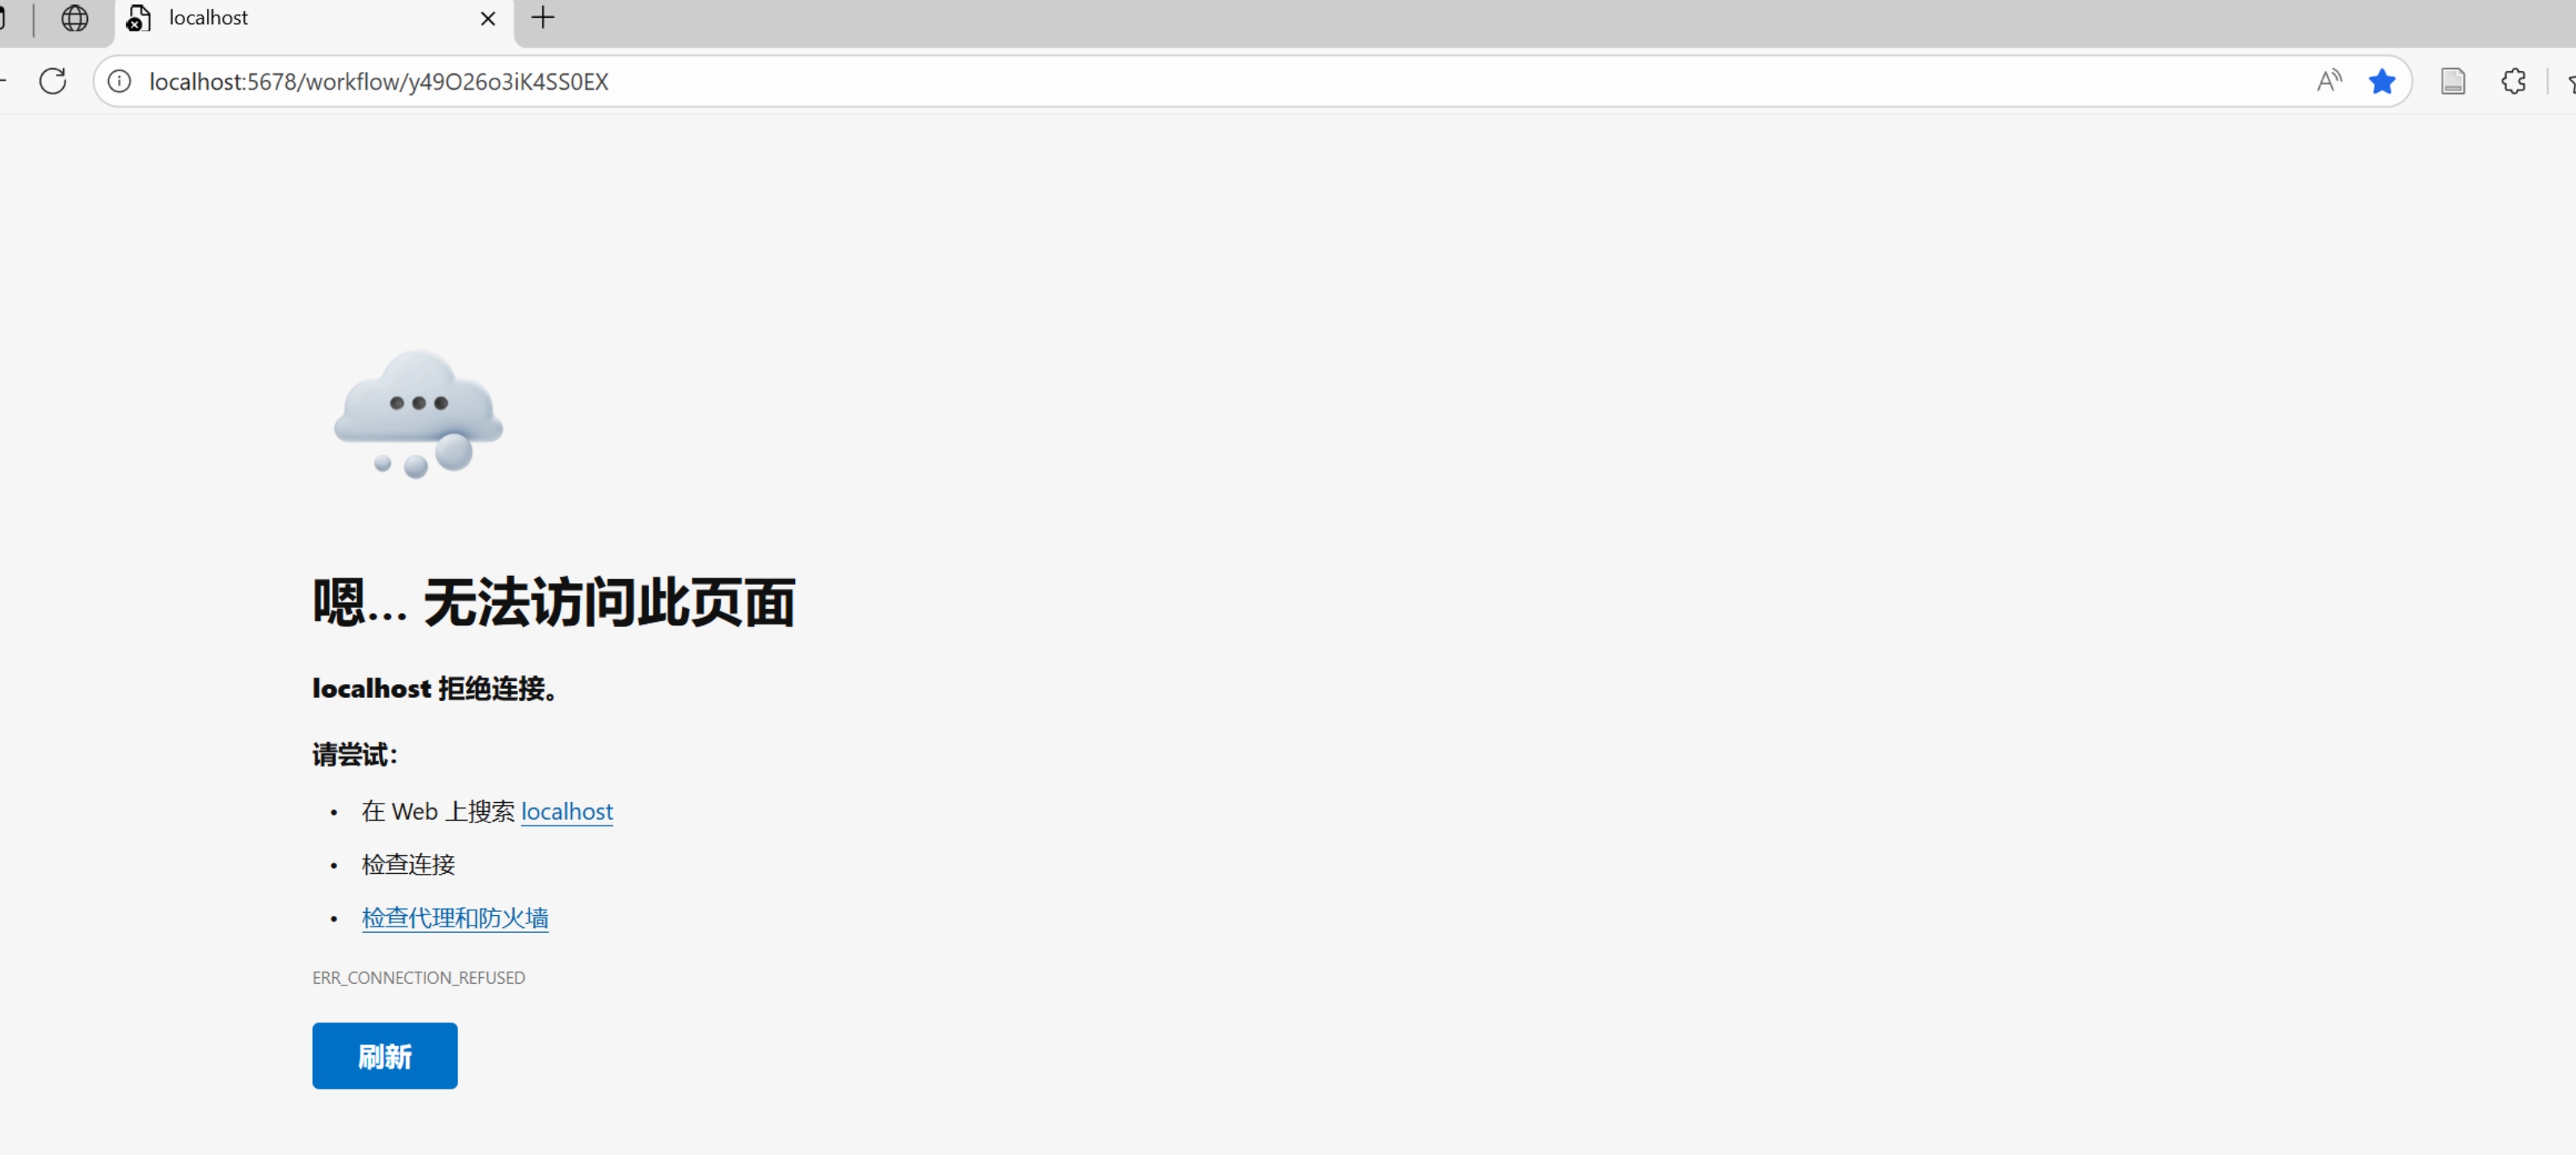 localhost
localhost:5678/workflow/y49O26o3iK4SS0EX
嗯… 无法访问此页面
localhost 拒绝连接。
请尝试：
• 在 Web 上搜索 localhost
• 检查连接
• 检查代理和防火墙
ERR_CONNECTION_REFUSED
刷新